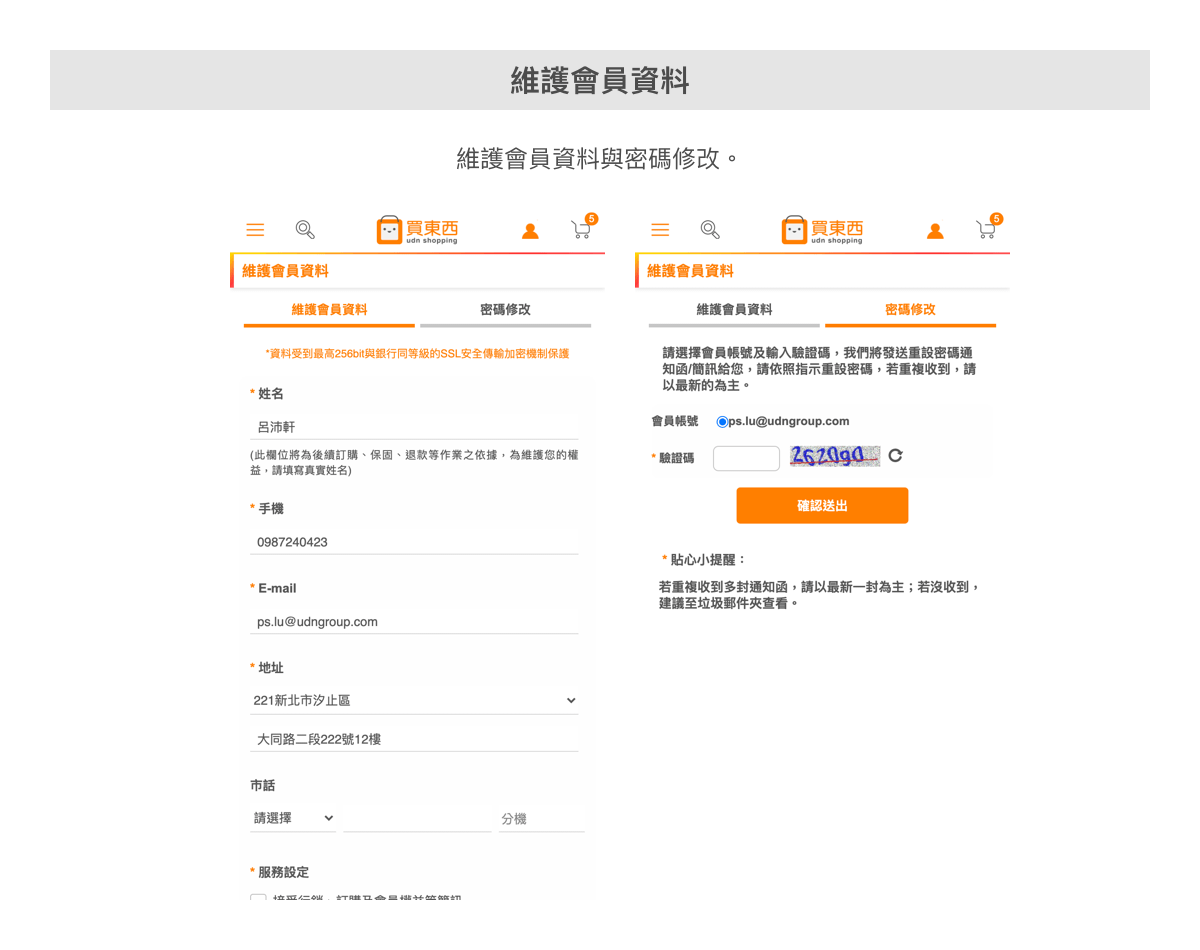 維護會員資料
維護會員資料與密碼修改。
買東西
udn shopping
5
維護會員資料
維護會員資料
密碼修改
*資料受到最高256bit與銀行同等級的SSL安全傳輸加密機制保護
* 姓名
呂沛軒
(此欄位將為後續訂購、保固、退款等作業之依據,為維護您的權
益,請填寫真實姓名)
* 手機
0987240423
* E-mail
ps.lu@udngroup.com
* 地址
221新北市汐止區
大同路二段222號12樓
市話
請選擇
分機
* 服務設定
接受行銷、訂購及會員權益等簡訊
買東西
udn shopping
5
維護會員資料
維護會員資料
密碼修改
請選擇會員帳號及輸入驗證碼,我們將發送重設密碼通
知函/簡訊給您,請依照指示重設密碼,若重複收到,請
以最新的為主。
會員帳號
ps.lu@udngroup.com
* 驗證碼
確認送出
* 貼心小提醒:
若重複收到多封通知函,請以最新一封為主;若沒收到,
建議至垃圾郵件夾查看。